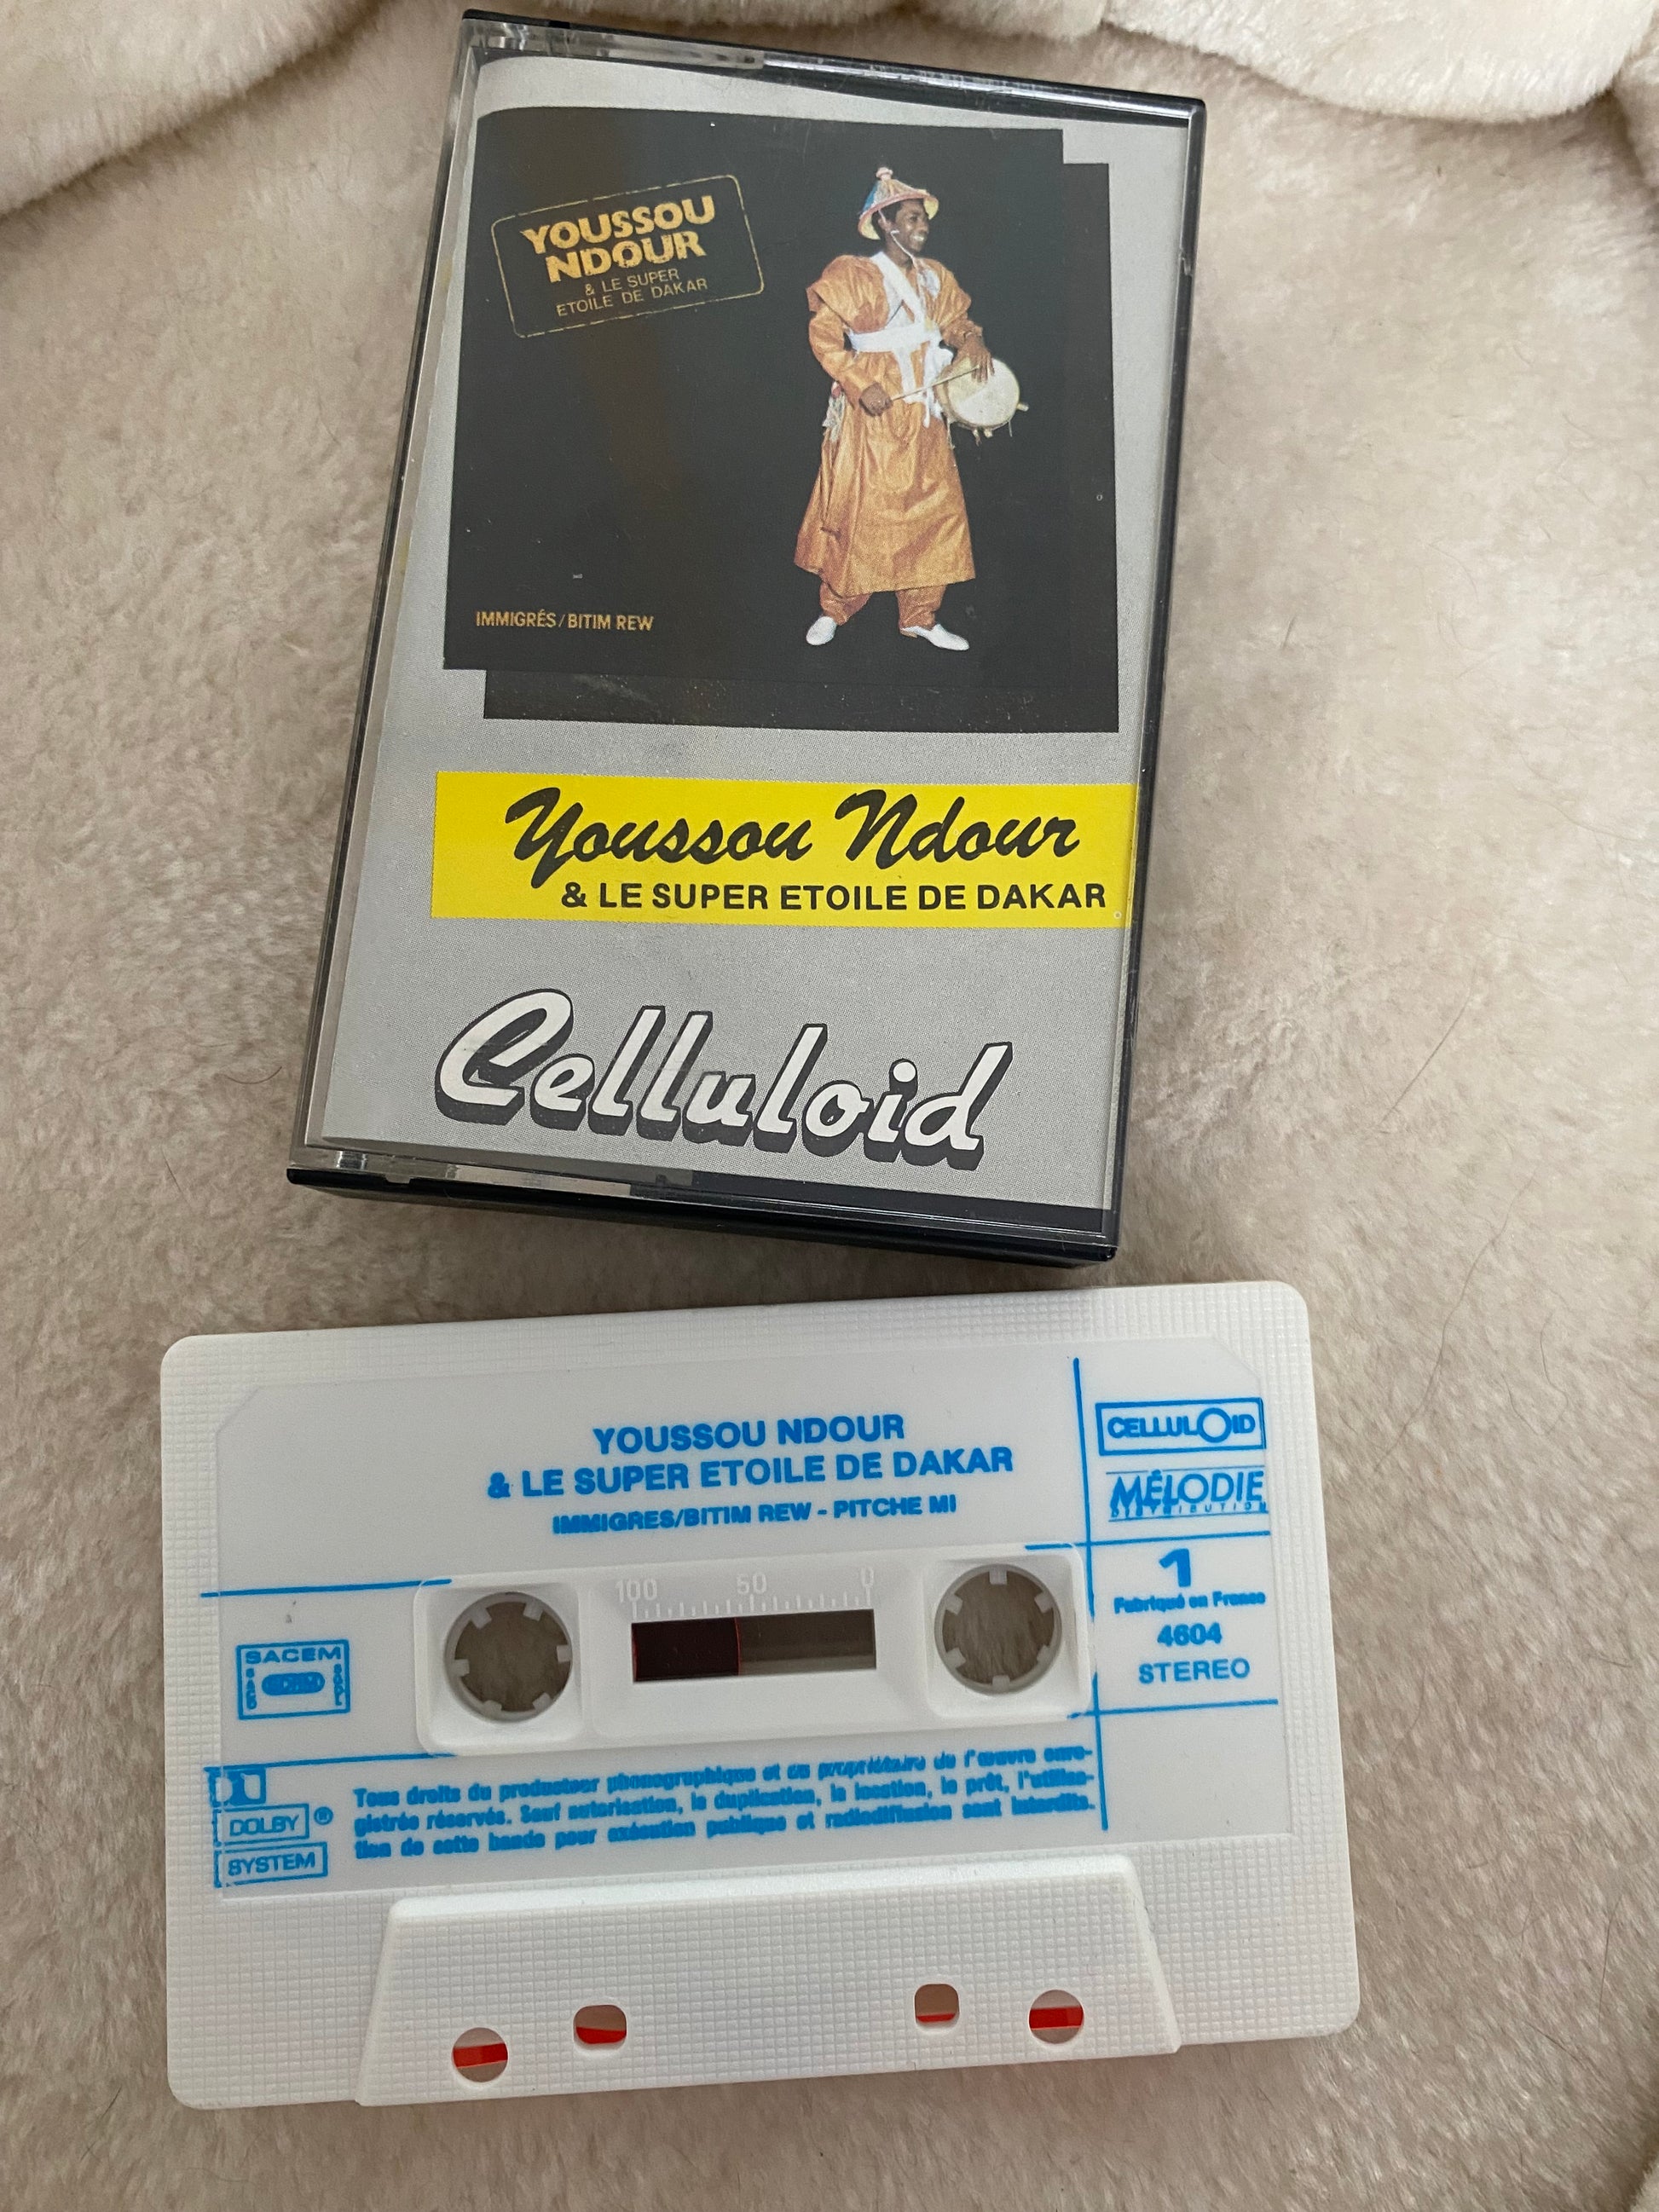 YOUSSOU
NDOUR
& LE SUPER
ETOILE DE DAKAR
IMMIGRÉS/BITIM REW
Youssou Ndour
& LE SUPER ETOILE DE DAKAR
Celluloid
YOUSSOU NDOUR
& LE SUPER ETOILE DE DAKAR
IMMIGRES/BITIM REW - PITCHE MI
CELLULOID
MÉLODIE
DISTRIBUTION
1
Fabriqué en France
4604
STEREO
100 50 0
SACEM
DOLBY ®
SYSTEM
Tous droits du producteur phonographique et du propriétaire de l'œuvre enre-
gistrée réservés. Sauf autorisation, la duplication, la location, le prêt, l'utilisa-
tion de cette bande pour exécution publique et radiodiffusion sont interdits.